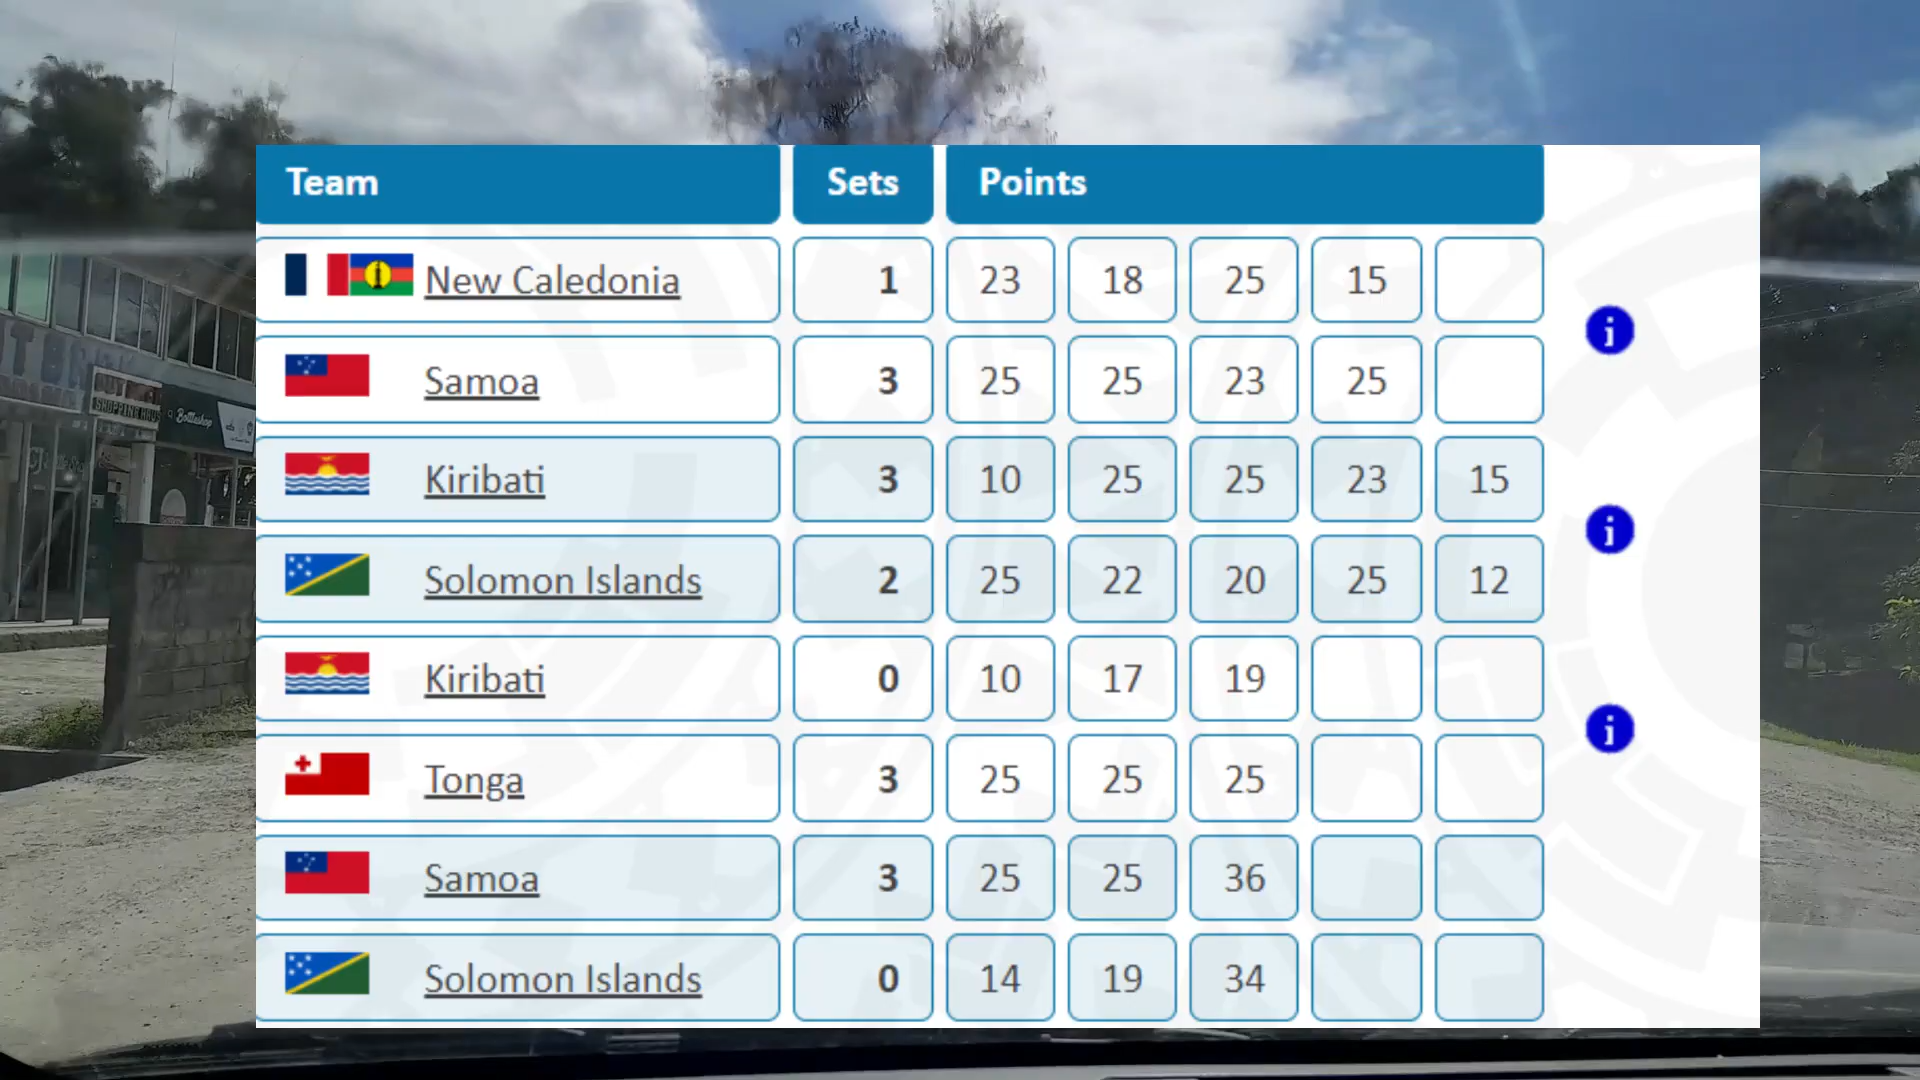 Team Sets Points
New Caledonia 1 23 18 25 15
Samoa 3 25 25 23 25
Kiribati 3 10 25 25 23 15
Solomon Islands 2 25 22 20 25 12
Kiribati 0 10 17 19
Tonga 3 25 25 25
Samoa 3 25 25 36
Solomon Islands 0 14 19 34
Bottleshop